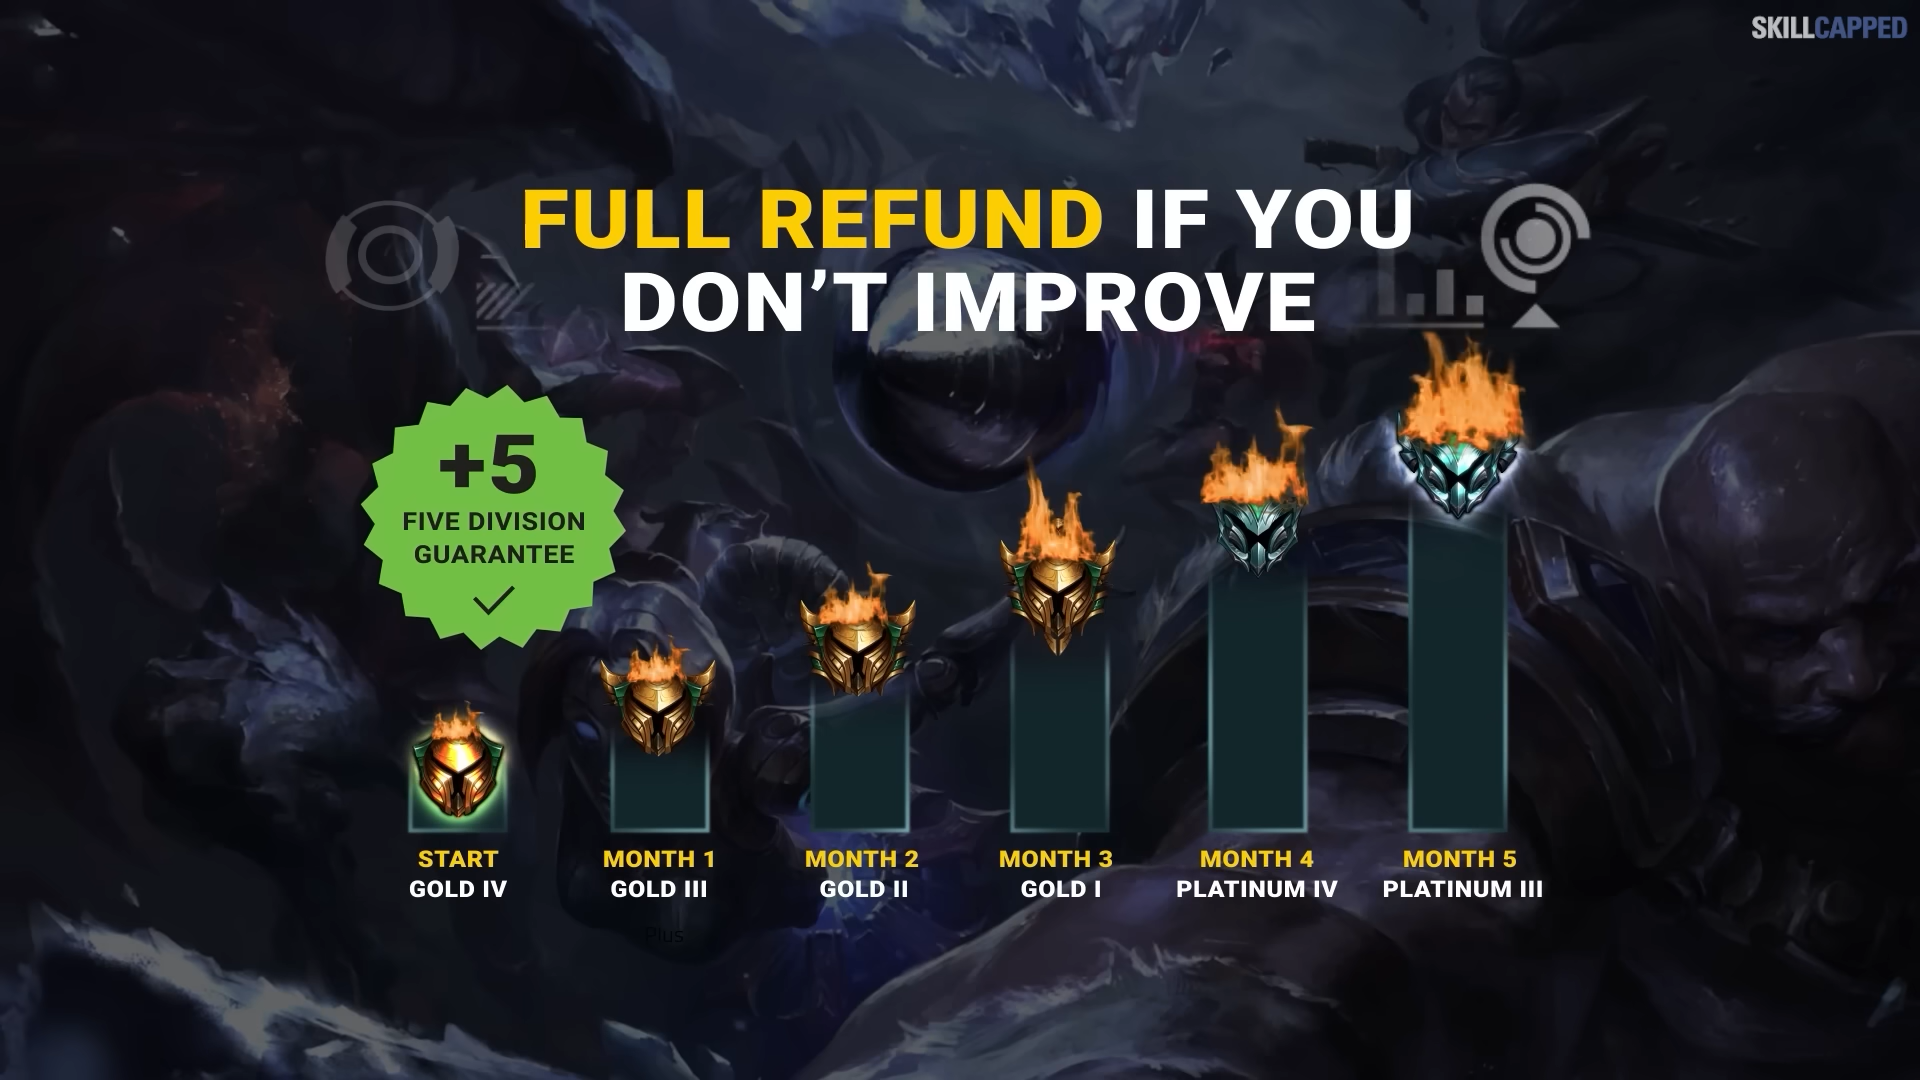 SKILLCAPPED
FULL REFUND IF YOU
DON’T IMPROVE
+5
FIVE DIVISION
GUARANTEE
START
GOLD IV
MONTH 1
GOLD III
MONTH 2
GOLD II
MONTH 3
GOLD I
MONTH 4
PLATINUM IV
MONTH 5
PLATINUM III
Plus